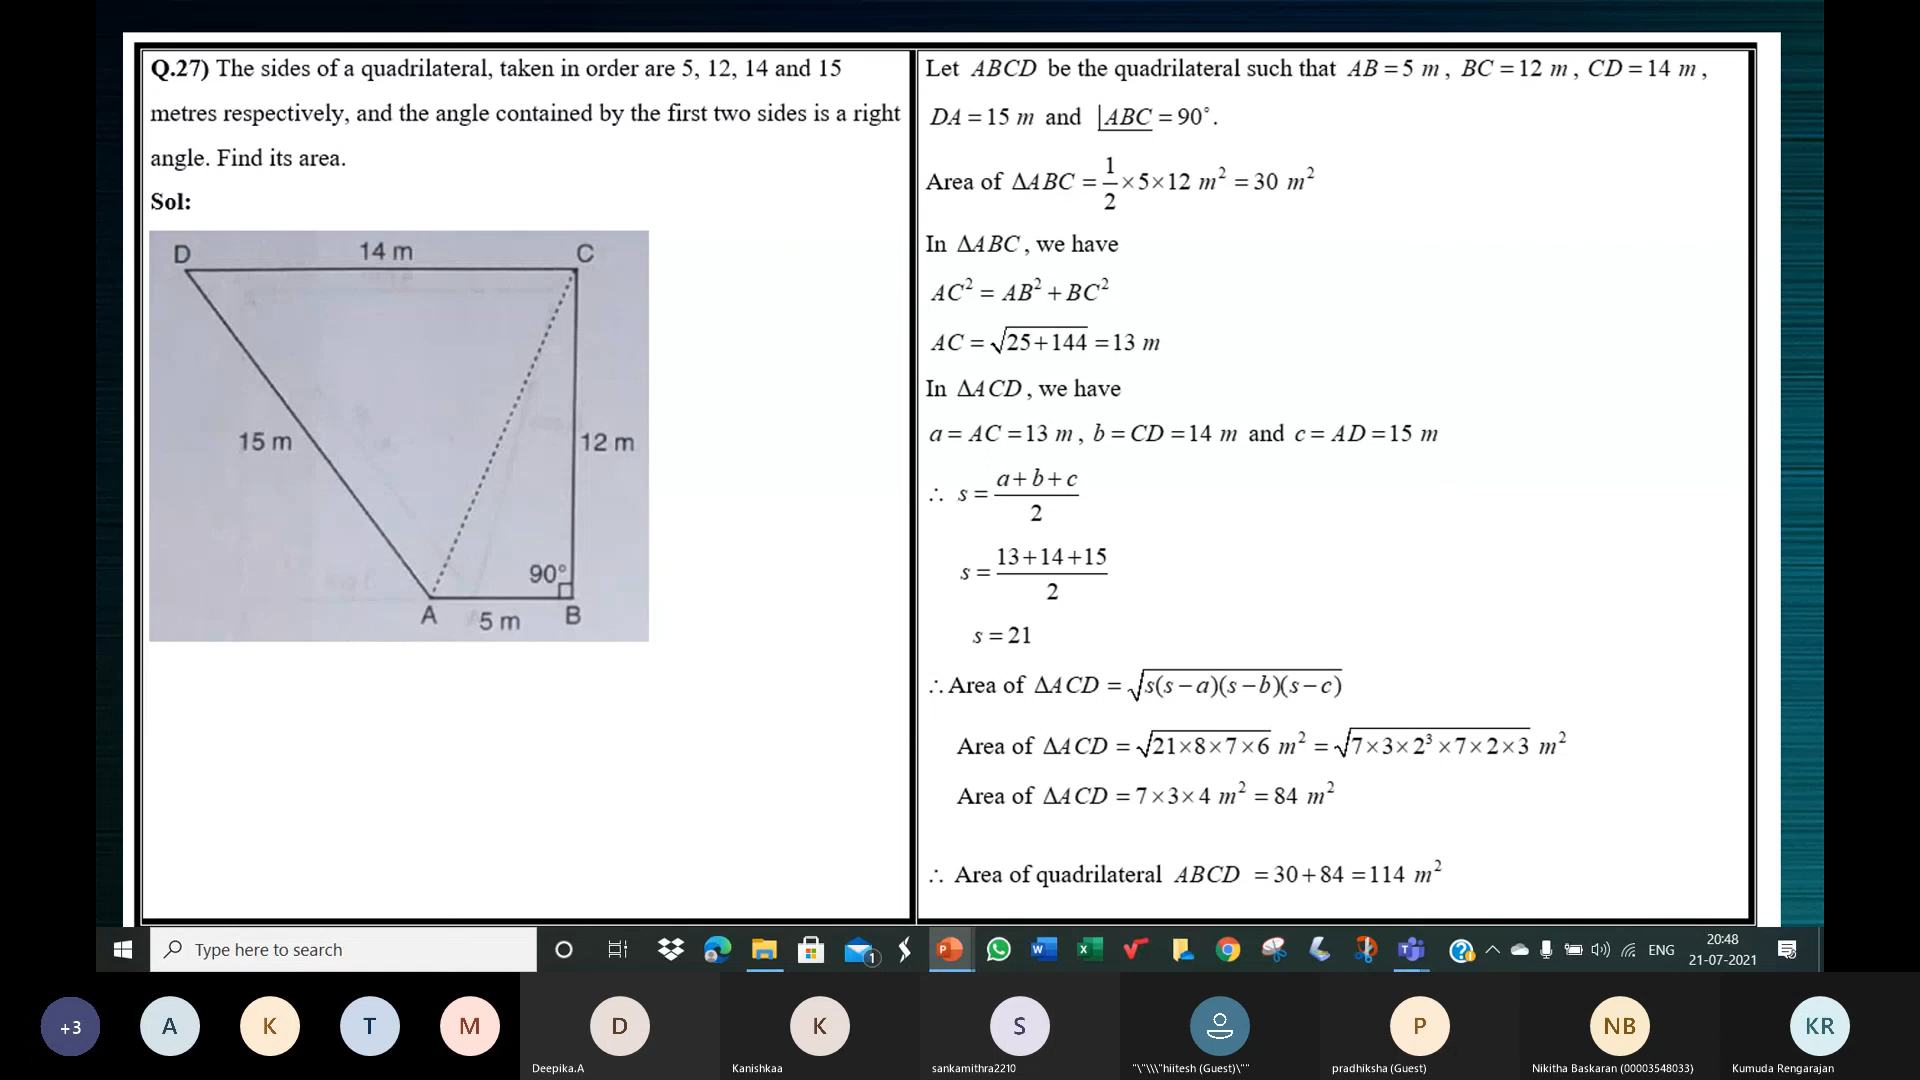 Q.27) The sides of a quadrilateral, taken in order are 5, 12, 14 and 15
metres respectively, and the angle contained by the first two sides is a right
angle. Find its area.
Sol:
D 14 m C
15 m 12 m
90°
A 5 m B
Let ABCD be the quadrilateral such that AB = 5 m, BC = 12 m, CD = 14 m,
DA = 15 m and |ABC = 90°.
Area of ΔABC = 1/2 × 5 × 12 m² = 30 m²
In ΔABC, we have
AC² = AB² + BC²
AC = √(25+144) = 13 m
In ΔACD, we have
a = AC = 13 m, b = CD = 14 m and c = AD = 15 m
∴ s = (a+b+c)/2
s = (13+14+15)/2
s = 21
∴ Area of ΔACD = √(s(s−a)(s−b)(s−c))
Area of ΔACD = √(21×8×7×6) m² = √(7×3×2³×7×2×3) m²
Area of ΔACD = 7×3×4 m² = 84 m²
∴ Area of quadrilateral ABCD = 30+84 = 114 m²
Type here to search
1
ENG
20:48
21-07-2021
+3 A K T M D K S P NB KR
Deepika.A Kanishkaa sankamithra2210 "\"\\\"hiitesh (Guest)\"" pradhiksha (Guest) Nikitha Baskaran (00003548033) Kumuda Rengarajan